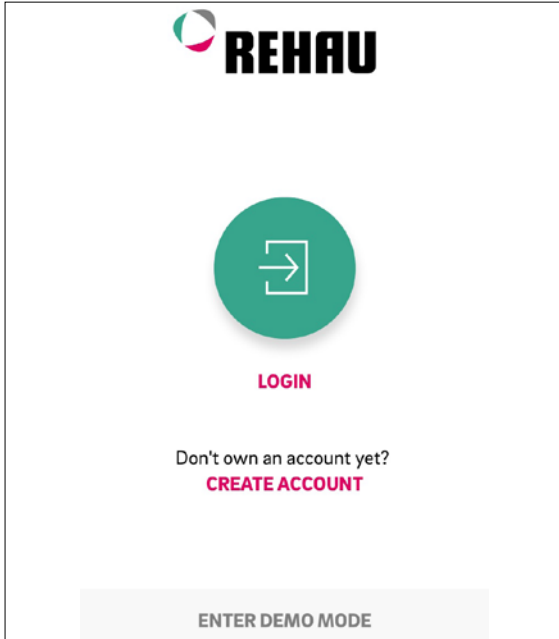 REHAU
LOGIN
Don't own an account yet?
CREATE ACCOUNT
ENTER DEMO MODE